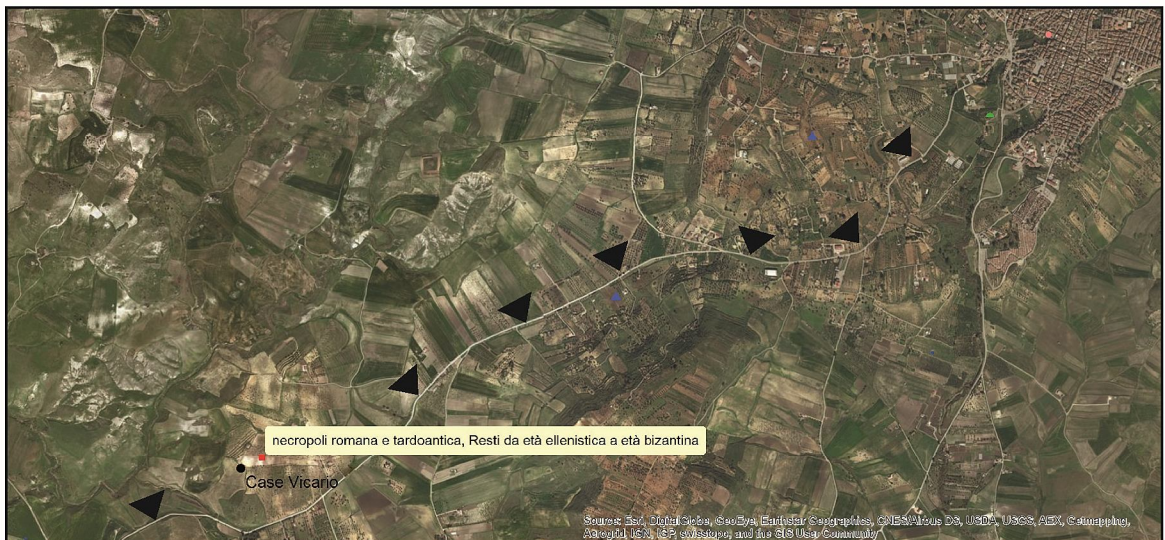 necropoli romana e tardoantica, Resti da età ellenistica a età bizantina
Case Vicario
Source: Esri, DigitalGlobe, GeoEye, Earthstar Geographics, CNES/Airbus DS, USDA, USGS, AEX, Getmapping,
Aerogrid, IGN, IGP, swisstopo, and the GIS User Community